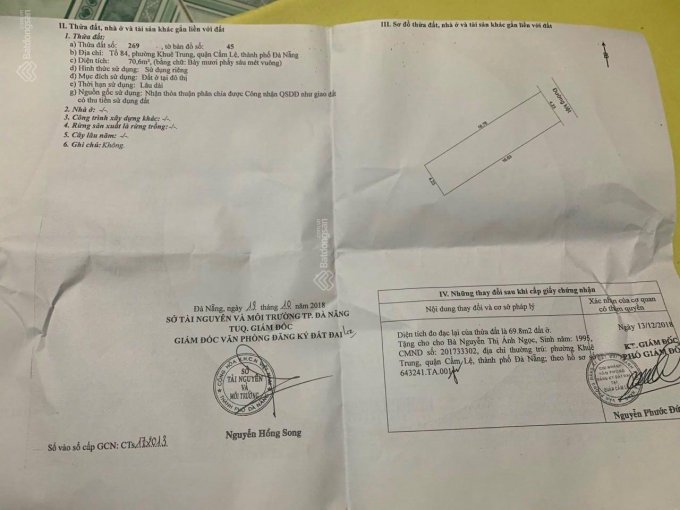 II. Thửa đất, nhà ở và tài sản khác gắn liền với đất
1. Thửa đất:
a) Thửa đất số: 269 , tờ bản đồ số: 45
b) Địa chỉ: Tổ 84, phường Khuê Trung, quận Cẩm Lệ, thành phố Đà Nẵng
c) Diện tích: 70,6m², (bằng chữ: Bảy mươi phẩy sáu mét vuông)
d) Hình thức sử dụng: Sử dụng riêng
đ) Mục đích sử dụng: Đất ở tại đô thị
e) Thời hạn sử dụng: Lâu dài
g) Nguồn gốc sử dụng: Nhận thừa thuận phân chia được Công nhận QSDĐ như giao đất
có thu tiền sử dụng đất
2. Nhà ở: -/-
3. Công trình xây dựng khác: -/-
4. Rừng sản xuất là rừng trồng: -/-
5. Cây lâu năm: -/-
6. Ghi chú: Không.
Đà Nẵng, ngày 19 tháng 10 năm 2018
SỞ TÀI NGUYÊN VÀ MÔI TRƯỜNG TP. ĐÀ NẴNG
TUQ. GIÁM ĐỐC
GIÁM ĐỐC VĂN PHÒNG ĐĂNG KÝ ĐẤT ĐAI
SỞ
TÀI NGUYÊN
VÀ
MÔI TRƯỜNG
THÀNH PHỐ ĐÀ NẴNG
Nguyễn Hồng Song
Số vào sổ cấp GCN: CTs
III. Sơ đồ thửa đất, nhà ở và tài sản khác gắn liền với đất
B
Đường Mặt
4.25
IV. Những thay đổi sau khi cấp giấy chứng nhận
Nội dung thay đổi và cơ sở pháp lý
Xác nhận của cơ quan
có thẩm quyền
Diện tích đo đạc lại của thửa đất là 69.8m2 đất ở.
Tặng cho cho Bà Nguyễn Thị Ánh Ngọc, Sinh năm: 1995,
CMND số: 201733302, địa chỉ thường trú: phường Khuê
Trung, quận Cẩm Lệ, thành phố Đà Nẵng; theo hồ sơ
643241.TA.001
Ngày 13/12/2018
KT. GIÁM ĐỐC
PHÓ GIÁM ĐỐ
Nguyễn Phước Đứ
Batdongsan
Batdongsan